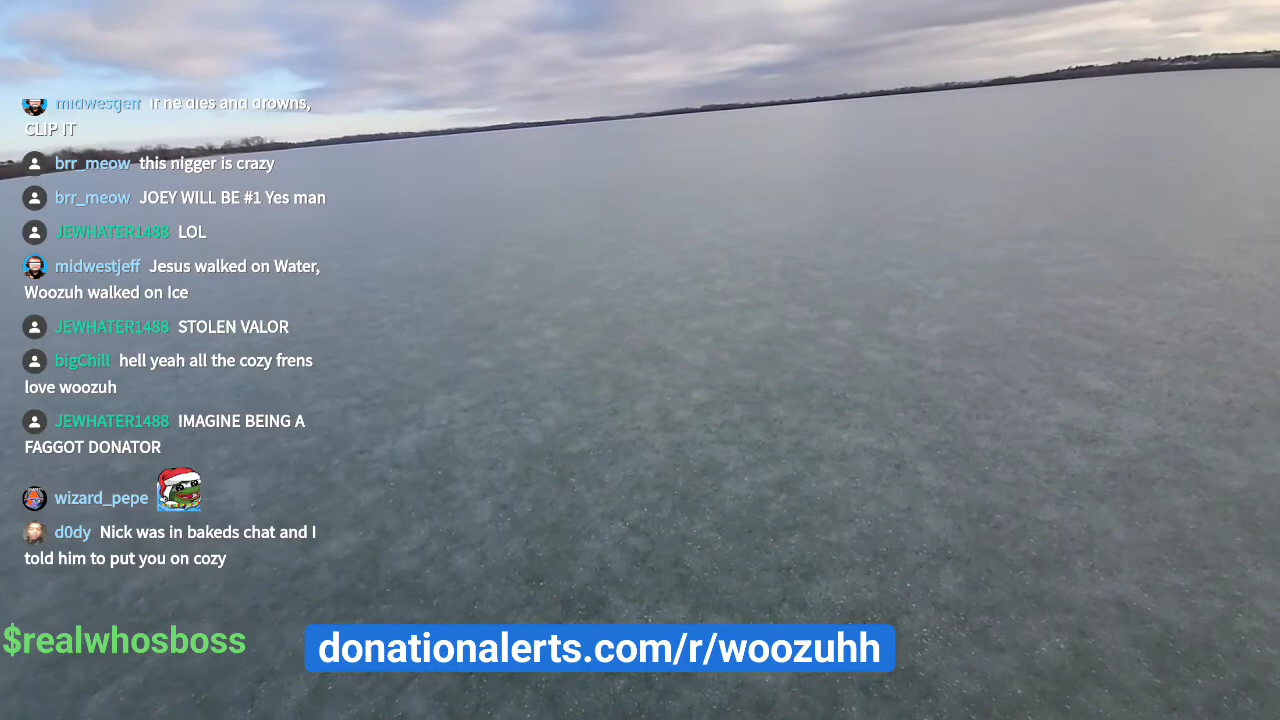 midwestjeff If he dies and drowns,
CLIP IT
brr_meow this nigger is crazy
brr_meow JOEY WILL BE #1 Yes man
JEWHATER1488 LOL
midwestjeff Jesus walked on Water,
Woozuh walked on Ice
JEWHATER1488 STOLEN VALOR
bigChill hell yeah all the cozy frens
love woozuh
JEWHATER1488 IMAGINE BEING A
FAGGOT DONATOR
wizard_pepe
d0dy Nick was in bakeds chat and I
told him to put you on cozy
$realwhosboss
donationalerts.com/r/woozuhh